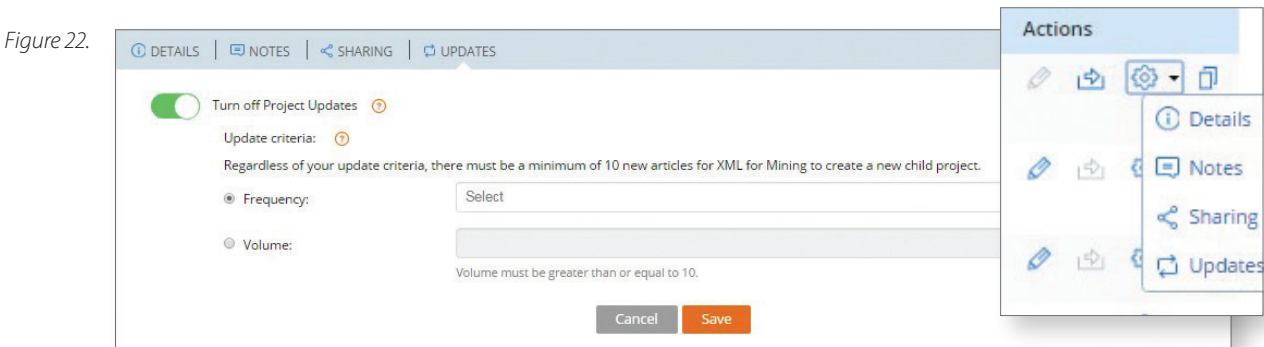 Figure 22.
DETAILS | NOTES | SHARING | UPDATES
Turn off Project Updates ?
Update criteria: ?
Regardless of your update criteria, there must be a minimum of 10 new articles for XML for Mining to create a new child project.
Frequency: Select
Volume:
Volume must be greater than or equal to 10.
Cancel Save
Actions
Details
Notes
Sharing
Updates